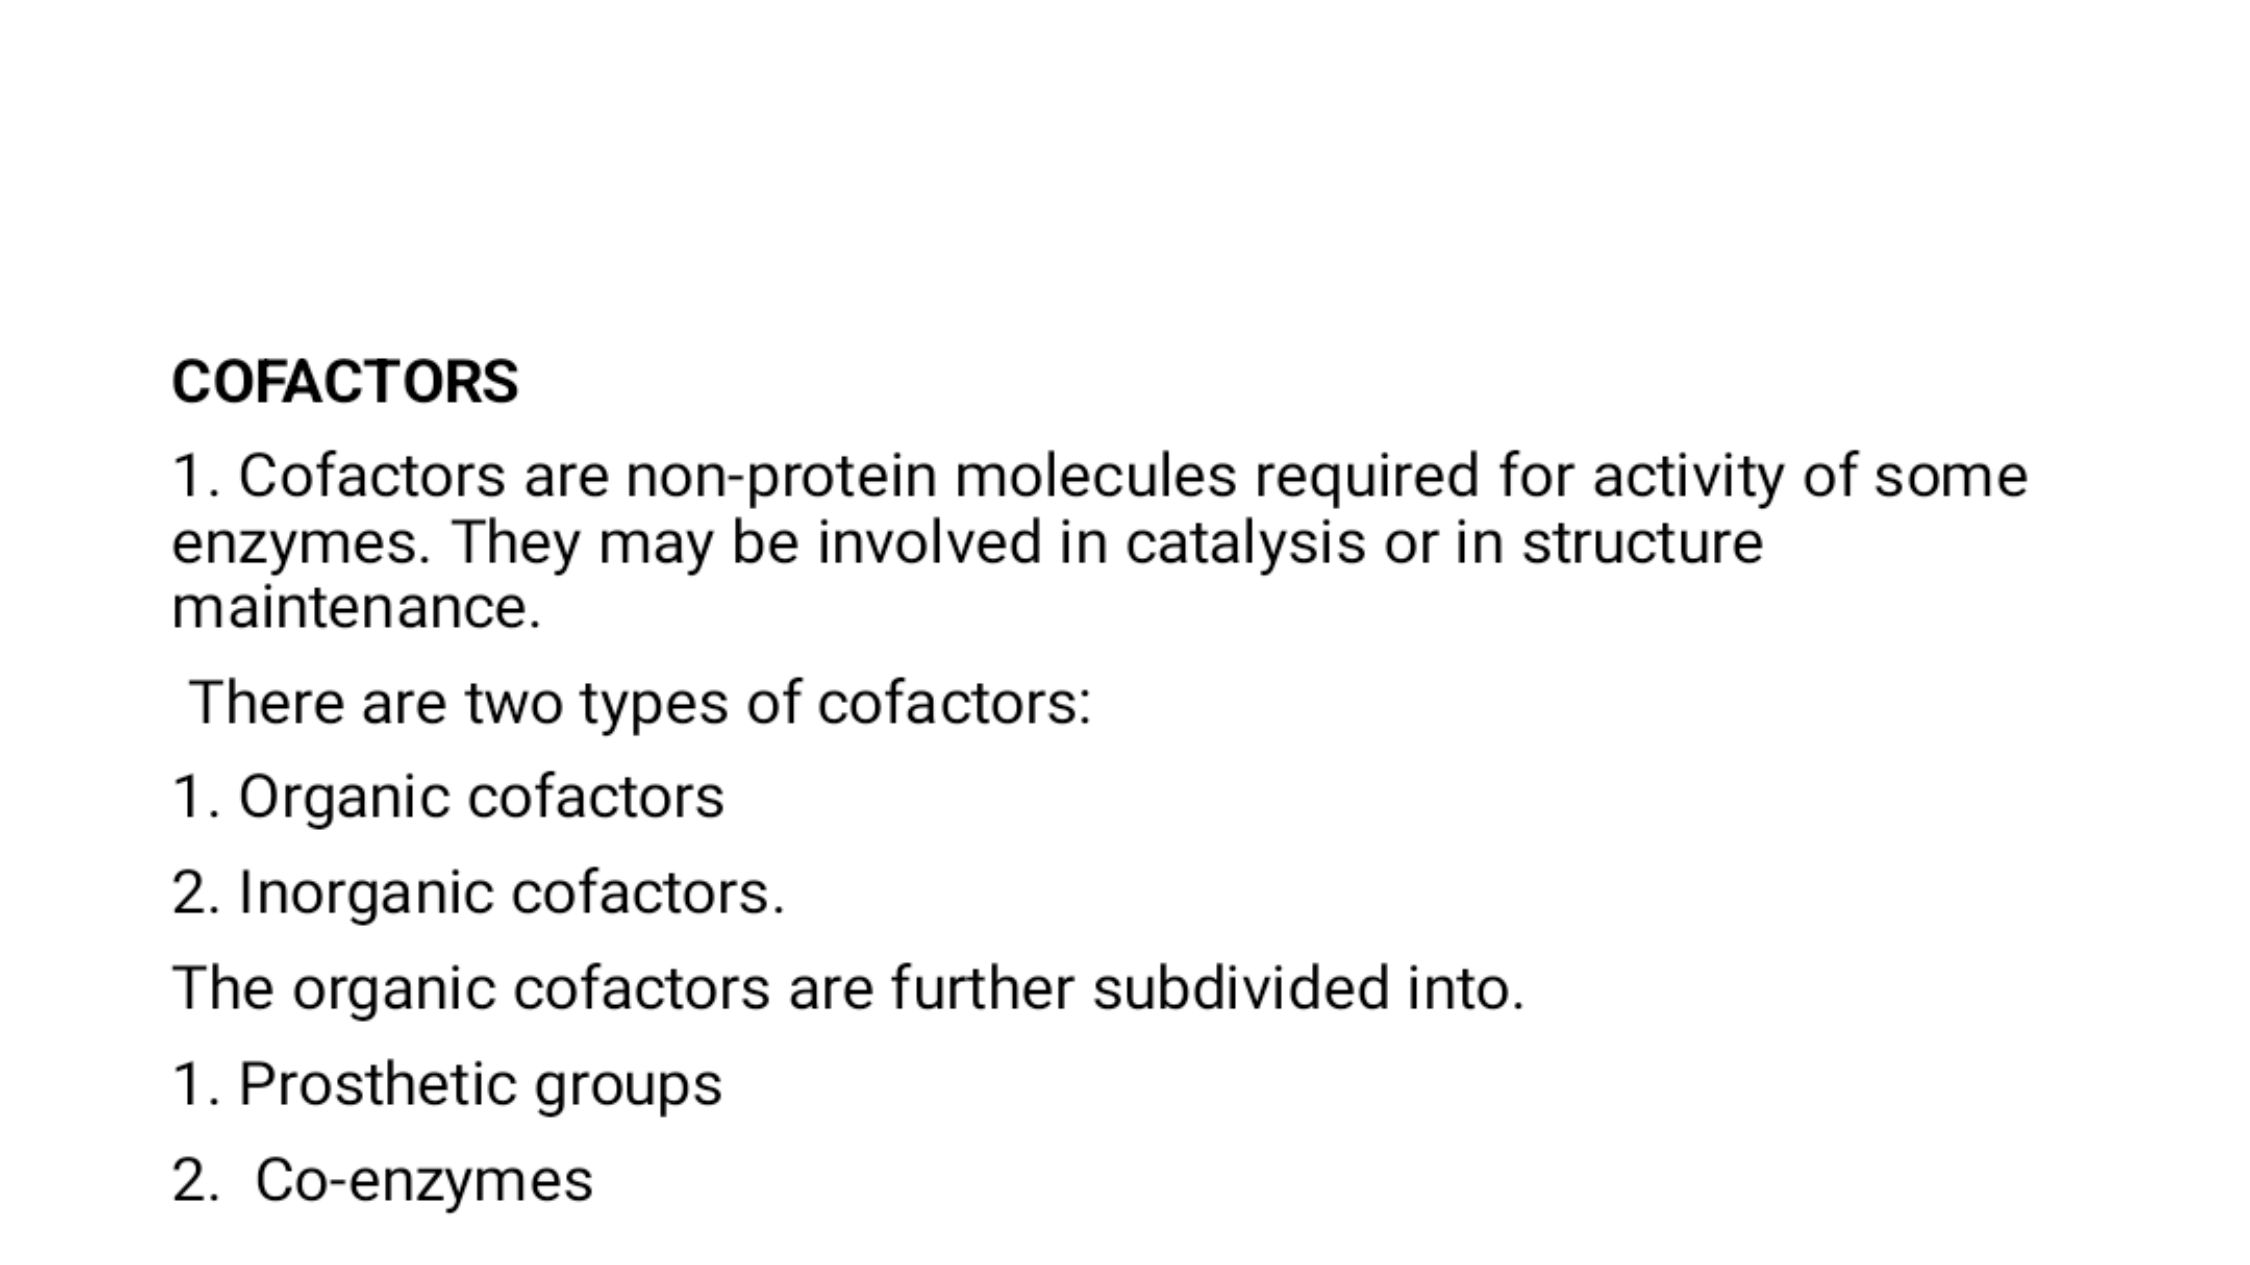 COFACTORS
1. Cofactors are non-protein molecules required for activity of some
enzymes. They may be involved in catalysis or in structure
maintenance.
There are two types of cofactors:
1. Organic cofactors
2. Inorganic cofactors.
The organic cofactors are further subdivided into.
1. Prosthetic groups
2. Co-enzymes